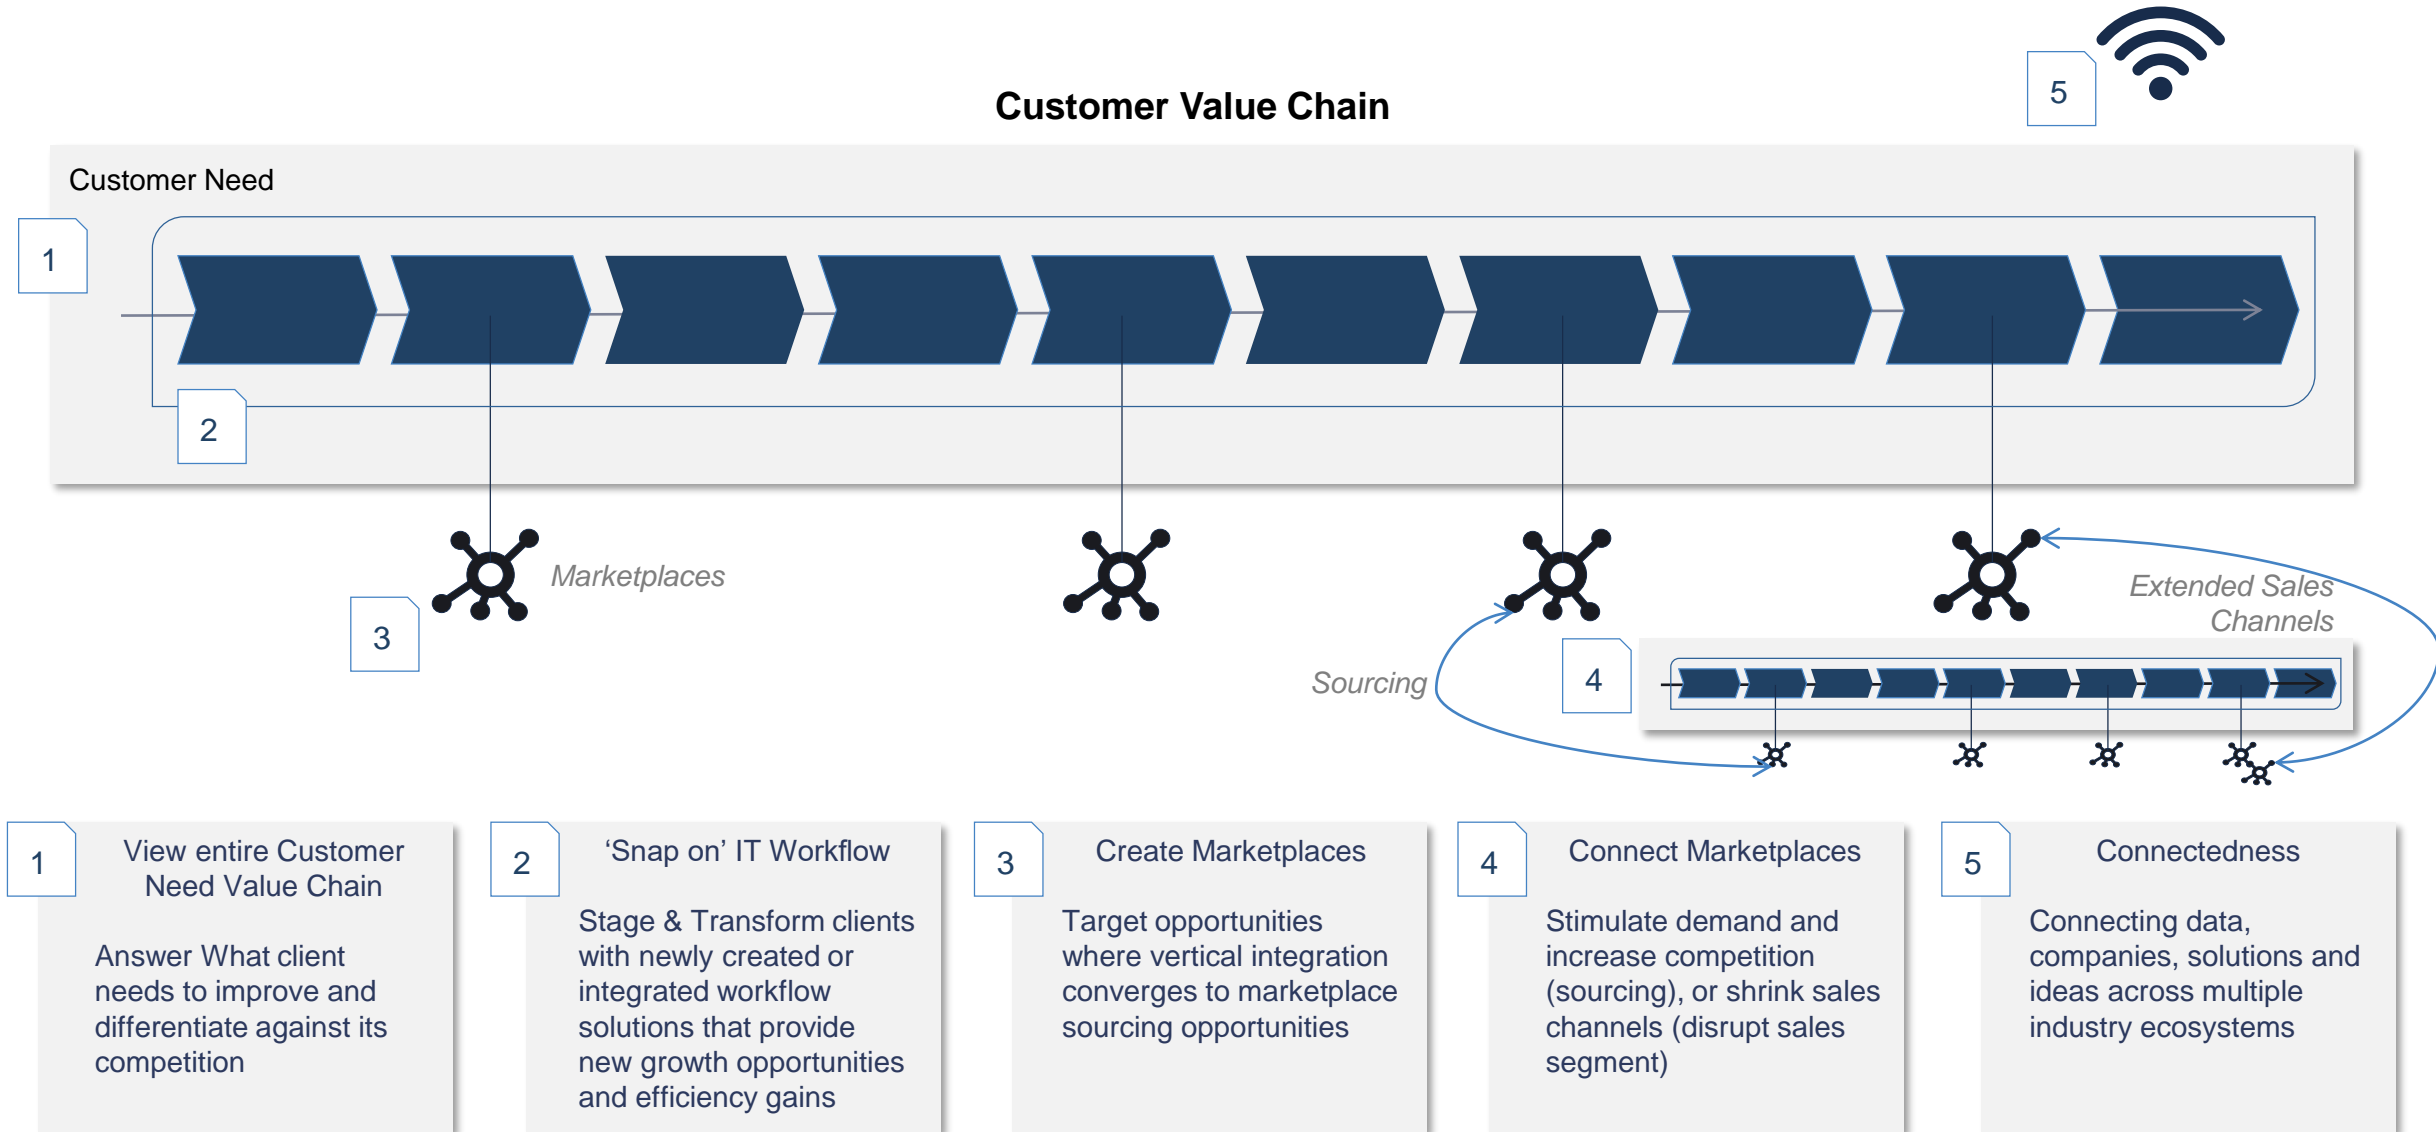 5
Customer Value Chain
Customer Need
1
2
Marketplaces
3
Extended Sales
Channels
Sourcing
4
1
View entire Customer
Need Value Chain
Answer What client
needs to improve and
differentiate against its
competition
2
‘Snap on’ IT Workflow
Stage & Transform clients
with newly created or
integrated workflow
solutions that provide
new growth opportunities
and efficiency gains
3
Create Marketplaces
Target opportunities
where vertical integration
converges to marketplace
sourcing opportunities
4
Connect Marketplaces
Stimulate demand and
increase competition
(sourcing), or shrink sales
channels (disrupt sales
segment)
5
Connectedness
Connecting data,
companies, solutions and
ideas across multiple
industry ecosystems